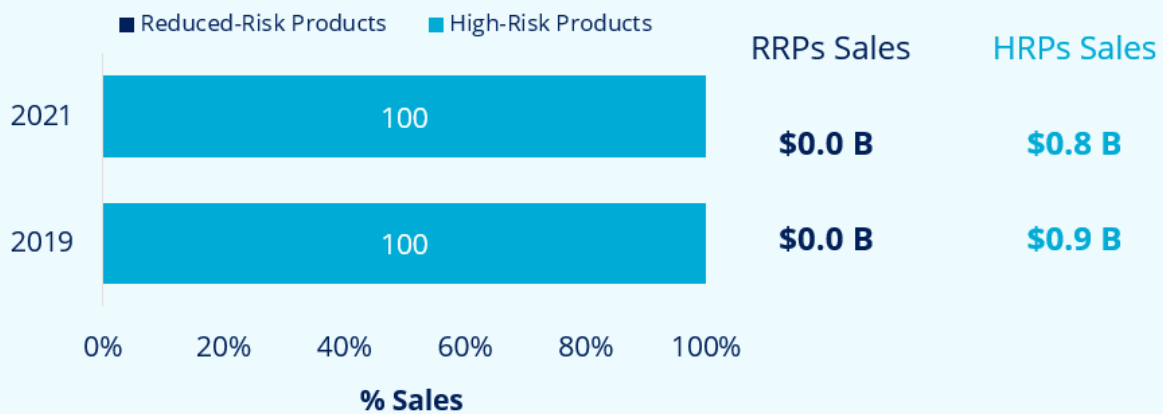 Reduced-Risk Products High-Risk Products
RRPs Sales HRPs Sales
2021 100 $0.0 B $0.8 B
2019 100 $0.0 B $0.9 B
0% 20% 40% 60% 80% 100%
% Sales